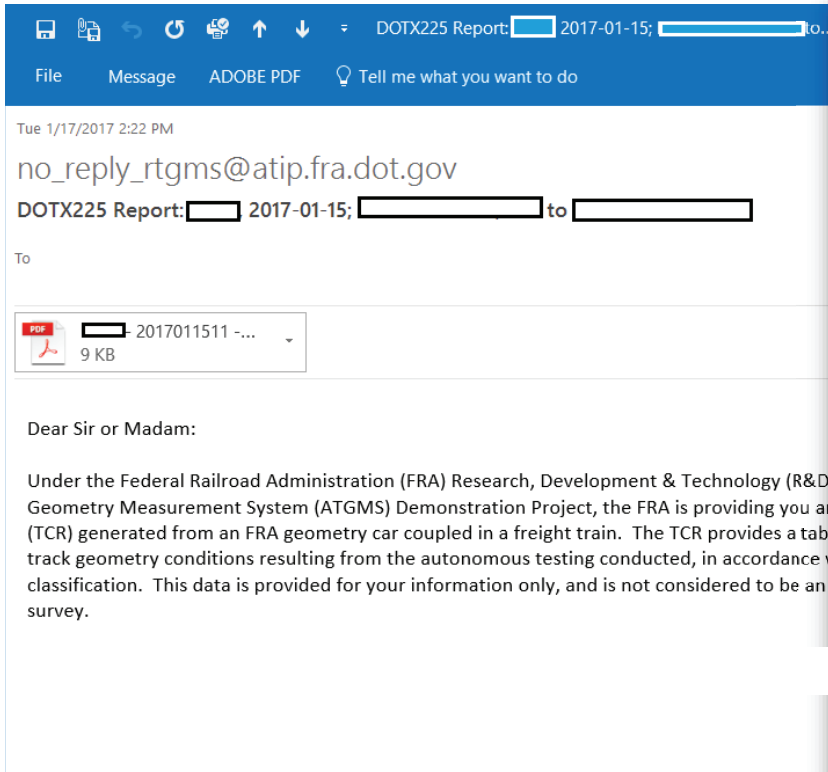 DOTX225 Report: 2017-01-15; to..
File Message ADOBE PDF Tell me what you want to do
Tue 1/17/2017 2:22 PM
no_reply_rtgms@atip.fra.dot.gov
DOTX225 Report: 2017-01-15; to
To
PDF
- 2017011511 -...
9 KB
Dear Sir or Madam:
Under the Federal Railroad Administration (FRA) Research, Development & Technology (R&D
Geometry Measurement System (ATGMS) Demonstration Project, the FRA is providing you
(TCR) generated from an FRA geometry car coupled in a freight train. The TCR provides a
track geometry conditions resulting from the autonomous testing conducted, in accordance
classification. This data is provided for your information only, and is not considered to be an
survey.